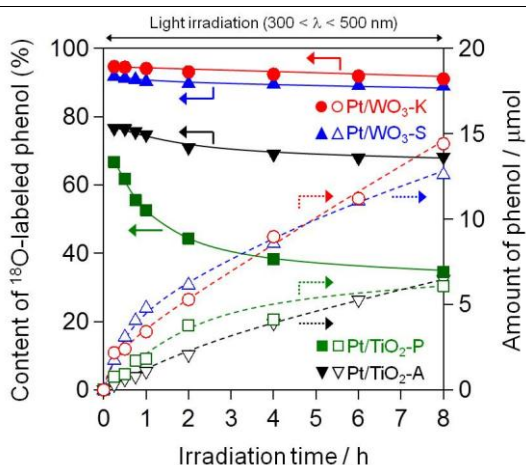 Light irradiation (300 < λ < 500 nm)
Content of ¹⁸O-labeled phenol (%)
100
80
60
40
20
0
20
15
10
5
0
Amount of phenol / μmol
Pt/WO₃-K
Pt/WO₃-S
Pt/TiO₂-P
Pt/TiO₂-A
0 1 2 3 4 5 6 7 8
Irradiation time / h